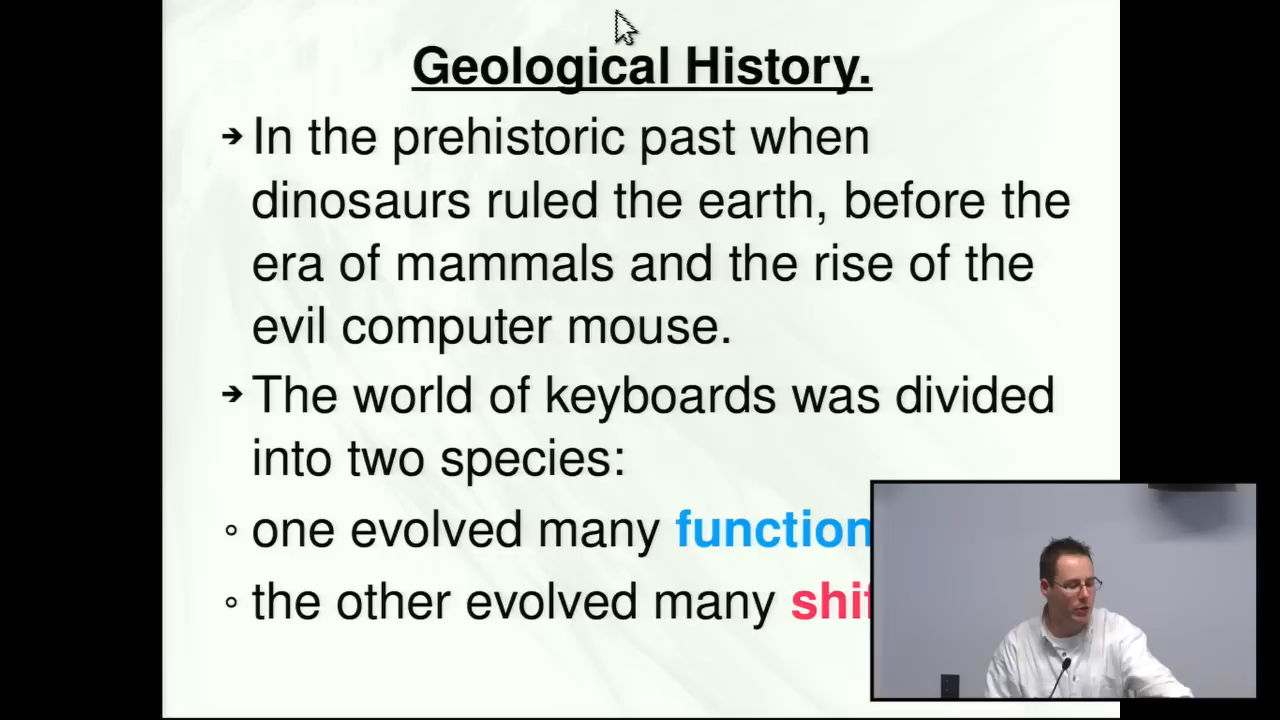 Geological History.
➔ In the prehistoric past when
dinosaurs ruled the earth, before the
era of mammals and the rise of the
evil computer mouse.
➔ The world of keyboards was divided
into two species:
◦ one evolved many function
◦ the other evolved many